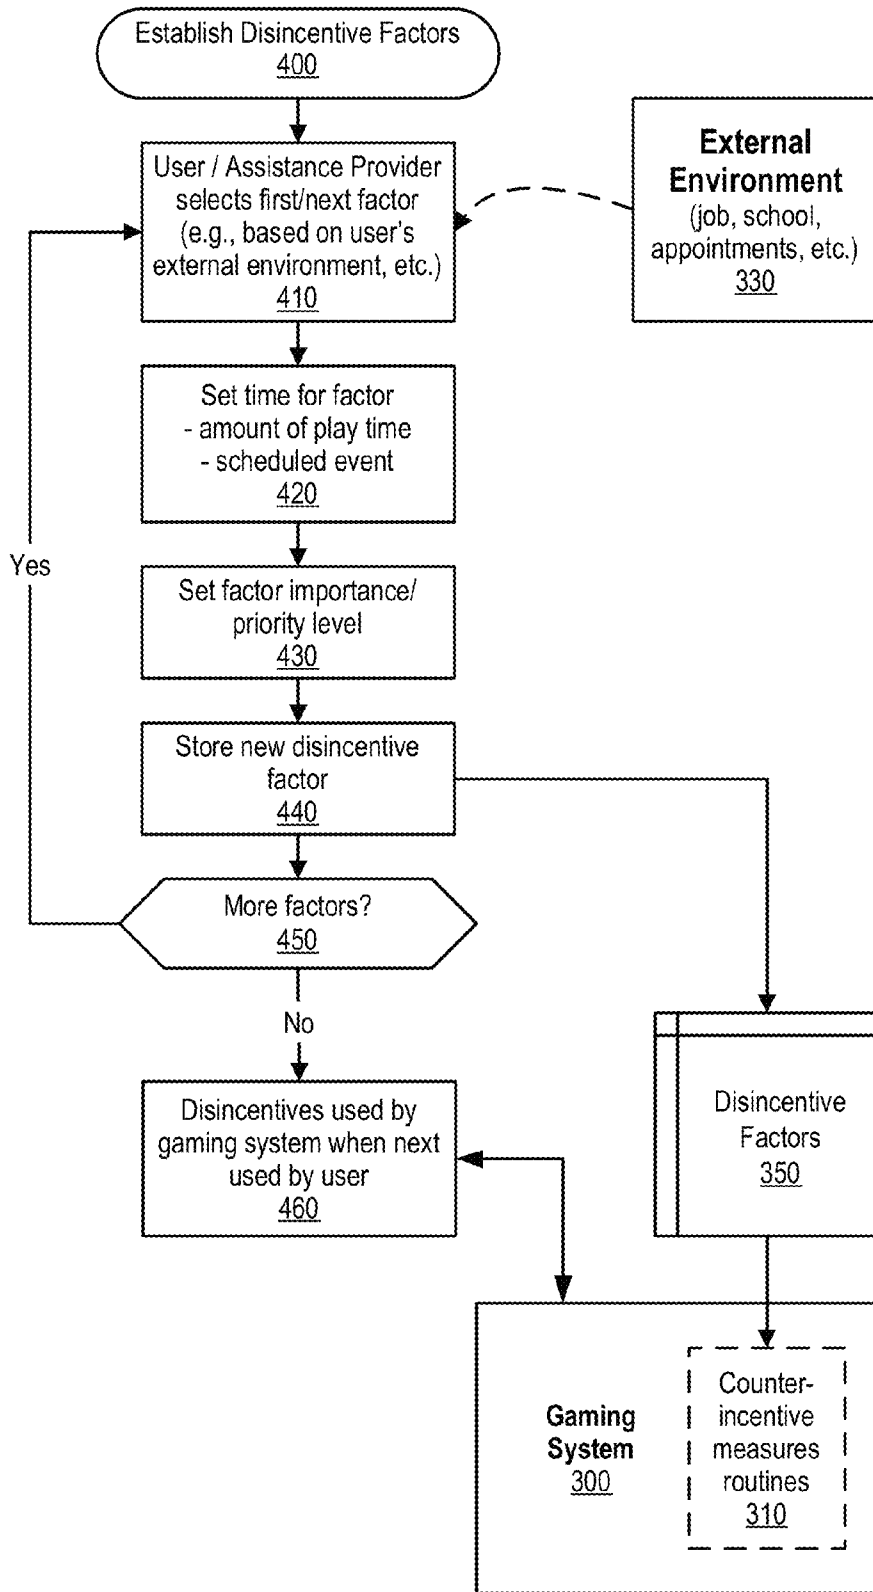 Establish Disincentive Factors
400
User / Assistance Provider
selects first/next factor
(e.g., based on user's
external environment, etc.)
410
External
Environment
(job, school,
appointments, etc.)
330
Set time for factor
- amount of play time
- scheduled event
420
Yes
Set factor importance/
priority level
430
Store new disincentive
factor
440
More factors?
450
No
Disincentives used by
gaming system when next
used by user
460
Disincentive
Factors
350
Gaming
System
300
Counter-
incentive
measures
routines
310